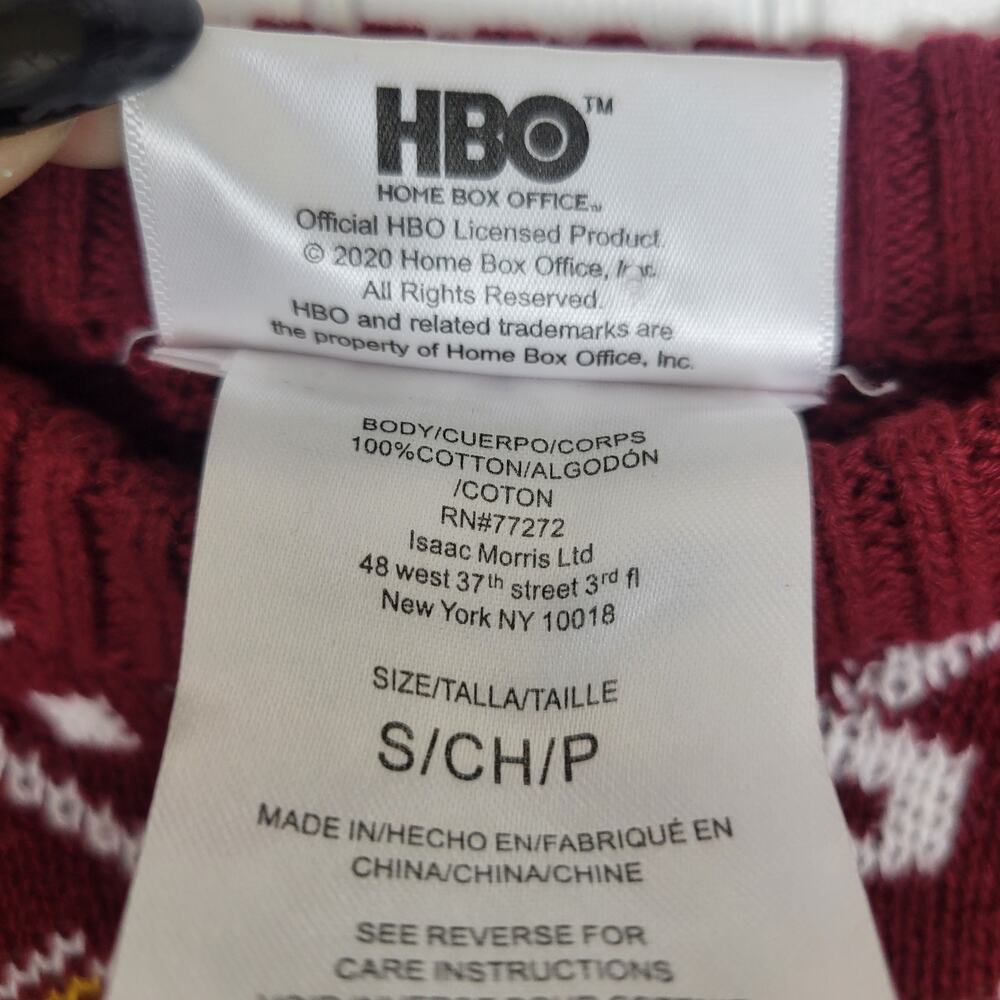 HBO™
HOME BOX OFFICE™
Official HBO Licensed Product.
© 2020 Home Box Office, Inc.
All Rights Reserved.
HBO and related trademarks are
the property of Home Box Office, Inc.
BODY/CUERPO/CORPS
100%COTTON/ALGODÓN
/COTON
RN#77272
Isaac Morris Ltd
48 west 37th street 3rd fl
New York NY 10018
SIZE/TALLA/TAILLE
S/CH/P
MADE IN/HECHO EN/FABRIQUÉ EN
CHINA/CHINA/CHINE
SEE REVERSE FOR
CARE INSTRUCTIONS